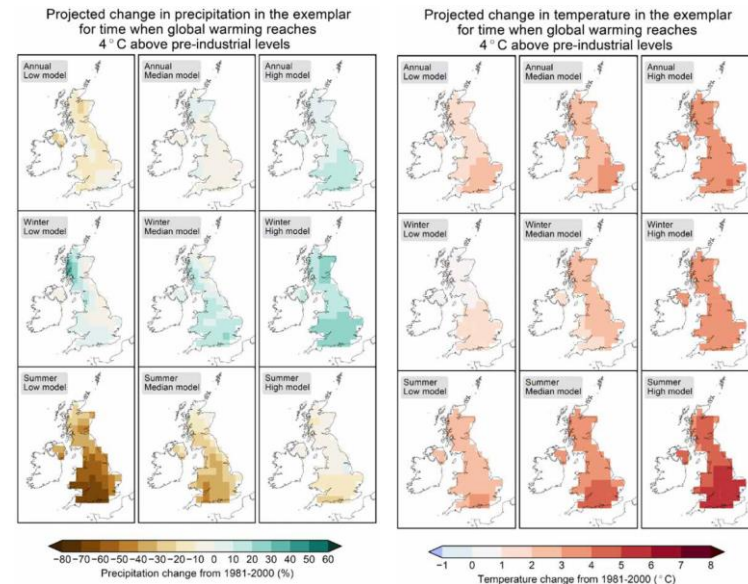 Projected change in precipitation in the exemplar
for time when global warming reaches
4°C above pre-industrial levels
Annual
Low model
Annual
Median model
Annual
High model
Winter
Low model
Winter
Median model
Winter
High model
Summer
Low model
Summer
Median model
Summer
High model
−80 −70 −60 −50 −40 −30 −20 −10 0 10 20 30 40 50 60
Precipitation change from 1981-2000 (%)
Projected change in temperature in the exemplar
for time when global warming reaches
4°C above pre-industrial levels
Annual
Low model
Annual
Median model
Annual
High model
Winter
Low model
Winter
Median model
Winter
High model
Summer
Low model
Summer
Median model
Summer
High model
−1 0 1 2 3 4 5 6 7 8
Temperature change from 1981-2000 (°C)